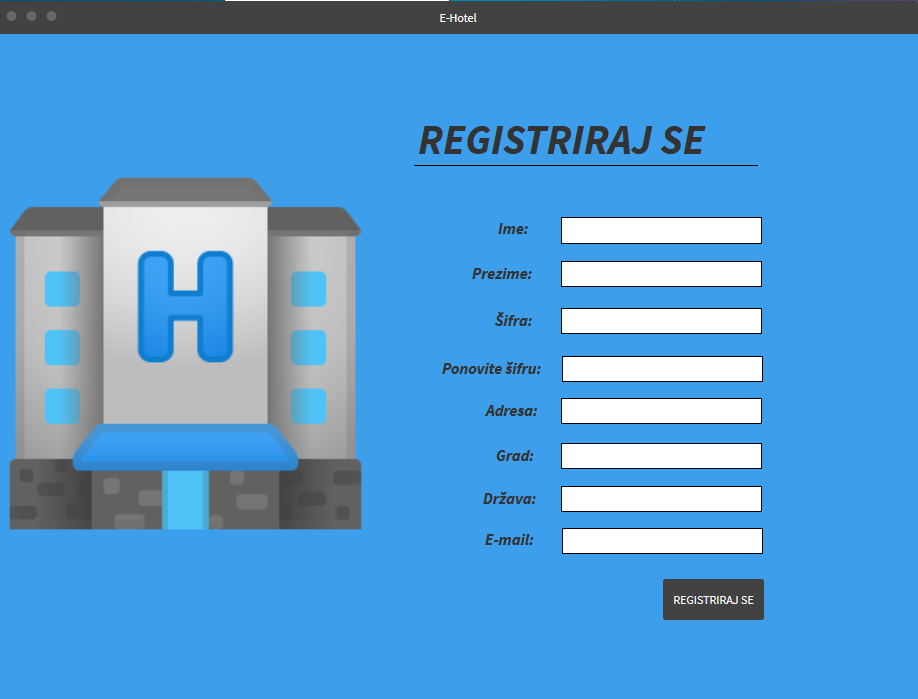 E-Hotel
REGISTRIRAJ SE
Ime:
Prezime:
Šifra:
Ponovite šifru:
Adresa:
Grad:
Država:
E-mail:
REGISTRIRAJ SE
H